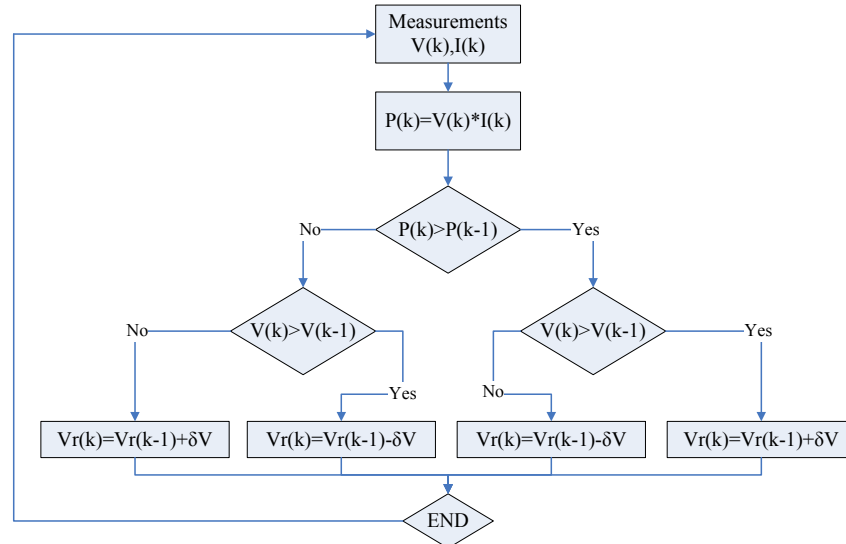 Measurements
V(k),I(k)
P(k)=V(k)*I(k)
No
P(k)>P(k-1)
Yes
No
V(k)>V(k-1)
Yes
V(k)>V(k-1)
No
Yes
Vr(k)=Vr(k-1)+δV
Vr(k)=Vr(k-1)-δV
Vr(k)=Vr(k-1)-δV
Vr(k)=Vr(k-1)+δV
END